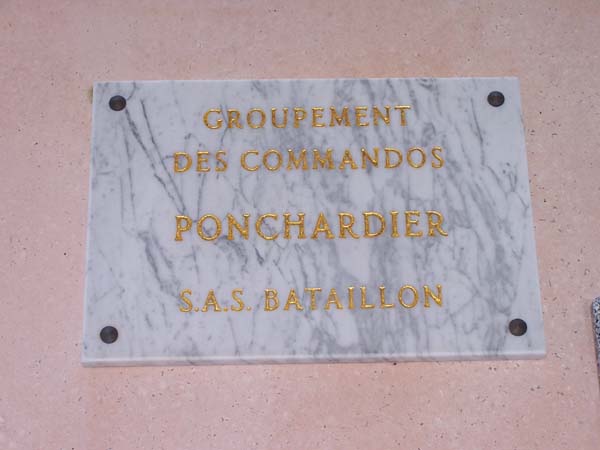 GROUPEMENT
DES COMMANDOS
PONCHARDIER
S.A.S. BATAILLON